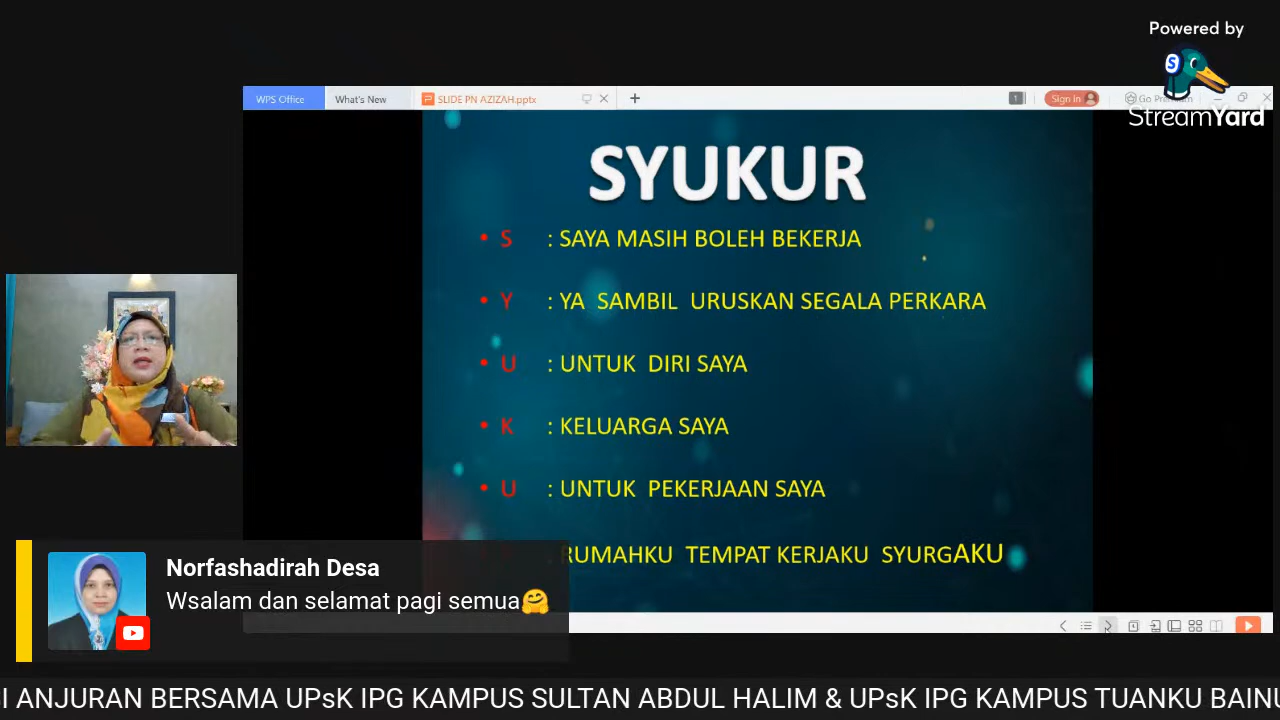 Powered by
StreamYard
WPS Office
What's New
SLIDE PN AZIZAH.pptx
Sign in
Go Premium
SYUKUR
• S : SAYA MASIH BOLEH BEKERJA
• Y : YA SAMBIL URUSKAN SEGALA PERKARA
• U : UNTUK DIRI SAYA
• K : KELUARGA SAYA
• U : UNTUK PEKERJAAN SAYA
: RUMAHKU TEMPAT KERJAKU SYURGAKU
Norfashadirah Desa
Wsalam dan selamat pagi semua🤗
ANJURAN BERSAMA UPsK IPG KAMPUS SULTAN ABDUL HALIM & UPsK IPG KAMPUS TUANKU